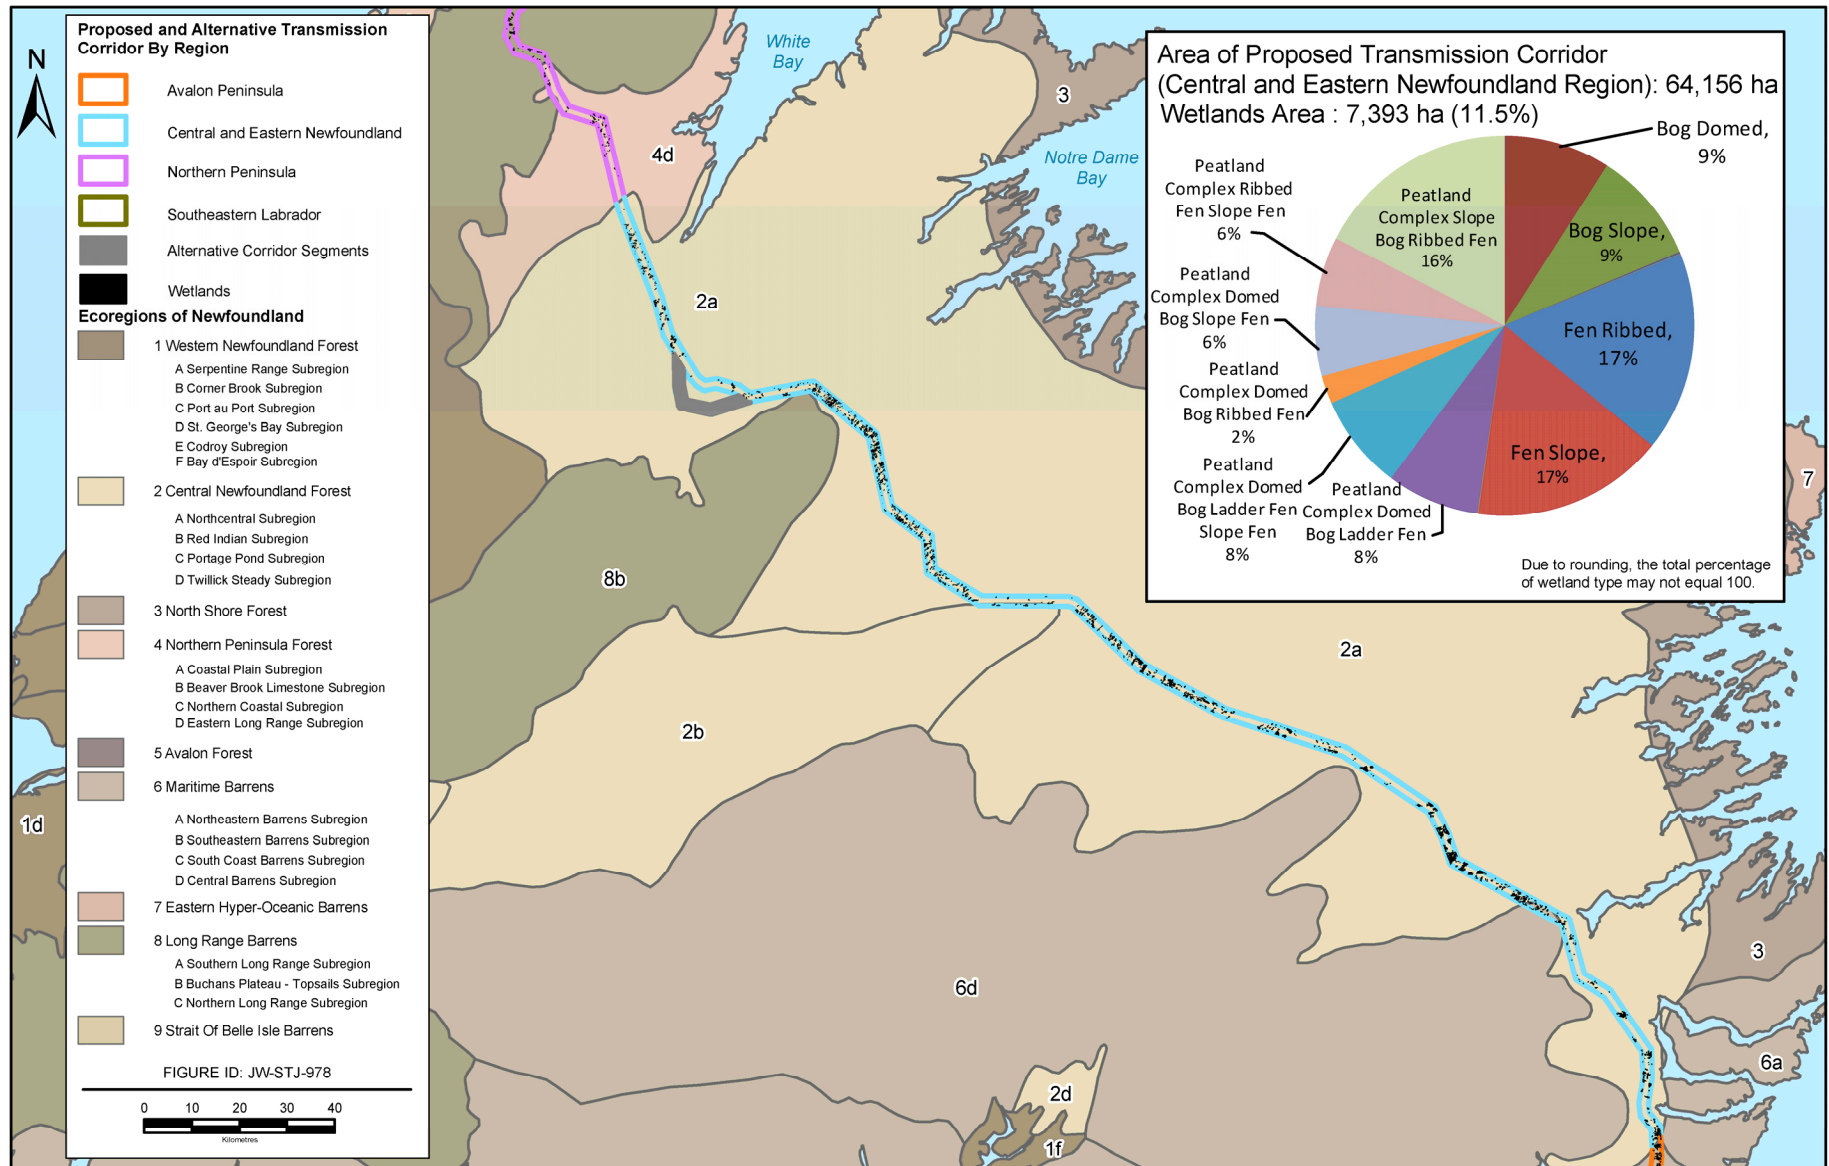 Proposed and Alternative Transmission
Corridor By Region
N
Avalon Peninsula
Central and Eastern Newfoundland
Northern Peninsula
Southeastern Labrador
Alternative Corridor Segments
Wetlands
Ecoregions of Newfoundland
1 Western Newfoundland Forest
A Serpentine Range Subregion
B Corner Brook Subregion
C Port au Port Subregion
D St. George's Bay Subregion
E Codroy Subregion
F Bay d'Espoir Subregion
2 Central Newfoundland Forest
A Northcentral Subregion
B Red Indian Subregion
C Portage Pond Subregion
D Twillick Steady Subregion
3 North Shore Forest
4 Northern Peninsula Forest
A Coastal Plain Subregion
B Beaver Brook Limestone Subregion
C Northern Coastal Subregion
D Eastern Long Range Subregion
5 Avalon Forest
6 Maritime Barrens
A Northeastern Barrens Subregion
B Southeastern Barrens Subregion
C South Coast Barrens Subregion
D Central Barrens Subregion
7 Eastern Hyper-Oceanic Barrens
8 Long Range Barrens
A Southern Long Range Subregion
B Buchans Plateau - Topsails Subregion
C Northern Long Range Subregion
9 Strait Of Belle Isle Barrens
FIGURE ID: JW-STJ-978
0 10 20 30 40
Kilometres
White
Bay
Notre Dame
Bay
3
4d
2a
8b
2b
2a
7
1d
6d
3
6a
2d
1f
Area of Proposed Transmission Corridor
(Central and Eastern Newfoundland Region): 64,156 ha
Wetlands Area : 7,393 ha (11.5%)
Bog Domed,
9%
Bog Slope,
9%
Fen Ribbed,
17%
Fen Slope,
17%
Peatland
Complex Domed
Bog Ladder Fen
8%
Peatland
Complex Domed
Bog Ladder Fen
Slope Fen
8%
Peatland
Complex Domed
Bog Ribbed Fen
2%
Peatland
Complex Domed
Bog Slope Fen
6%
Peatland
Complex Ribbed
Fen Slope Fen
6%
Peatland
Complex Slope
Bog Ribbed Fen
16%
Due to rounding, the total percentage
of wetland type may not equal 100.